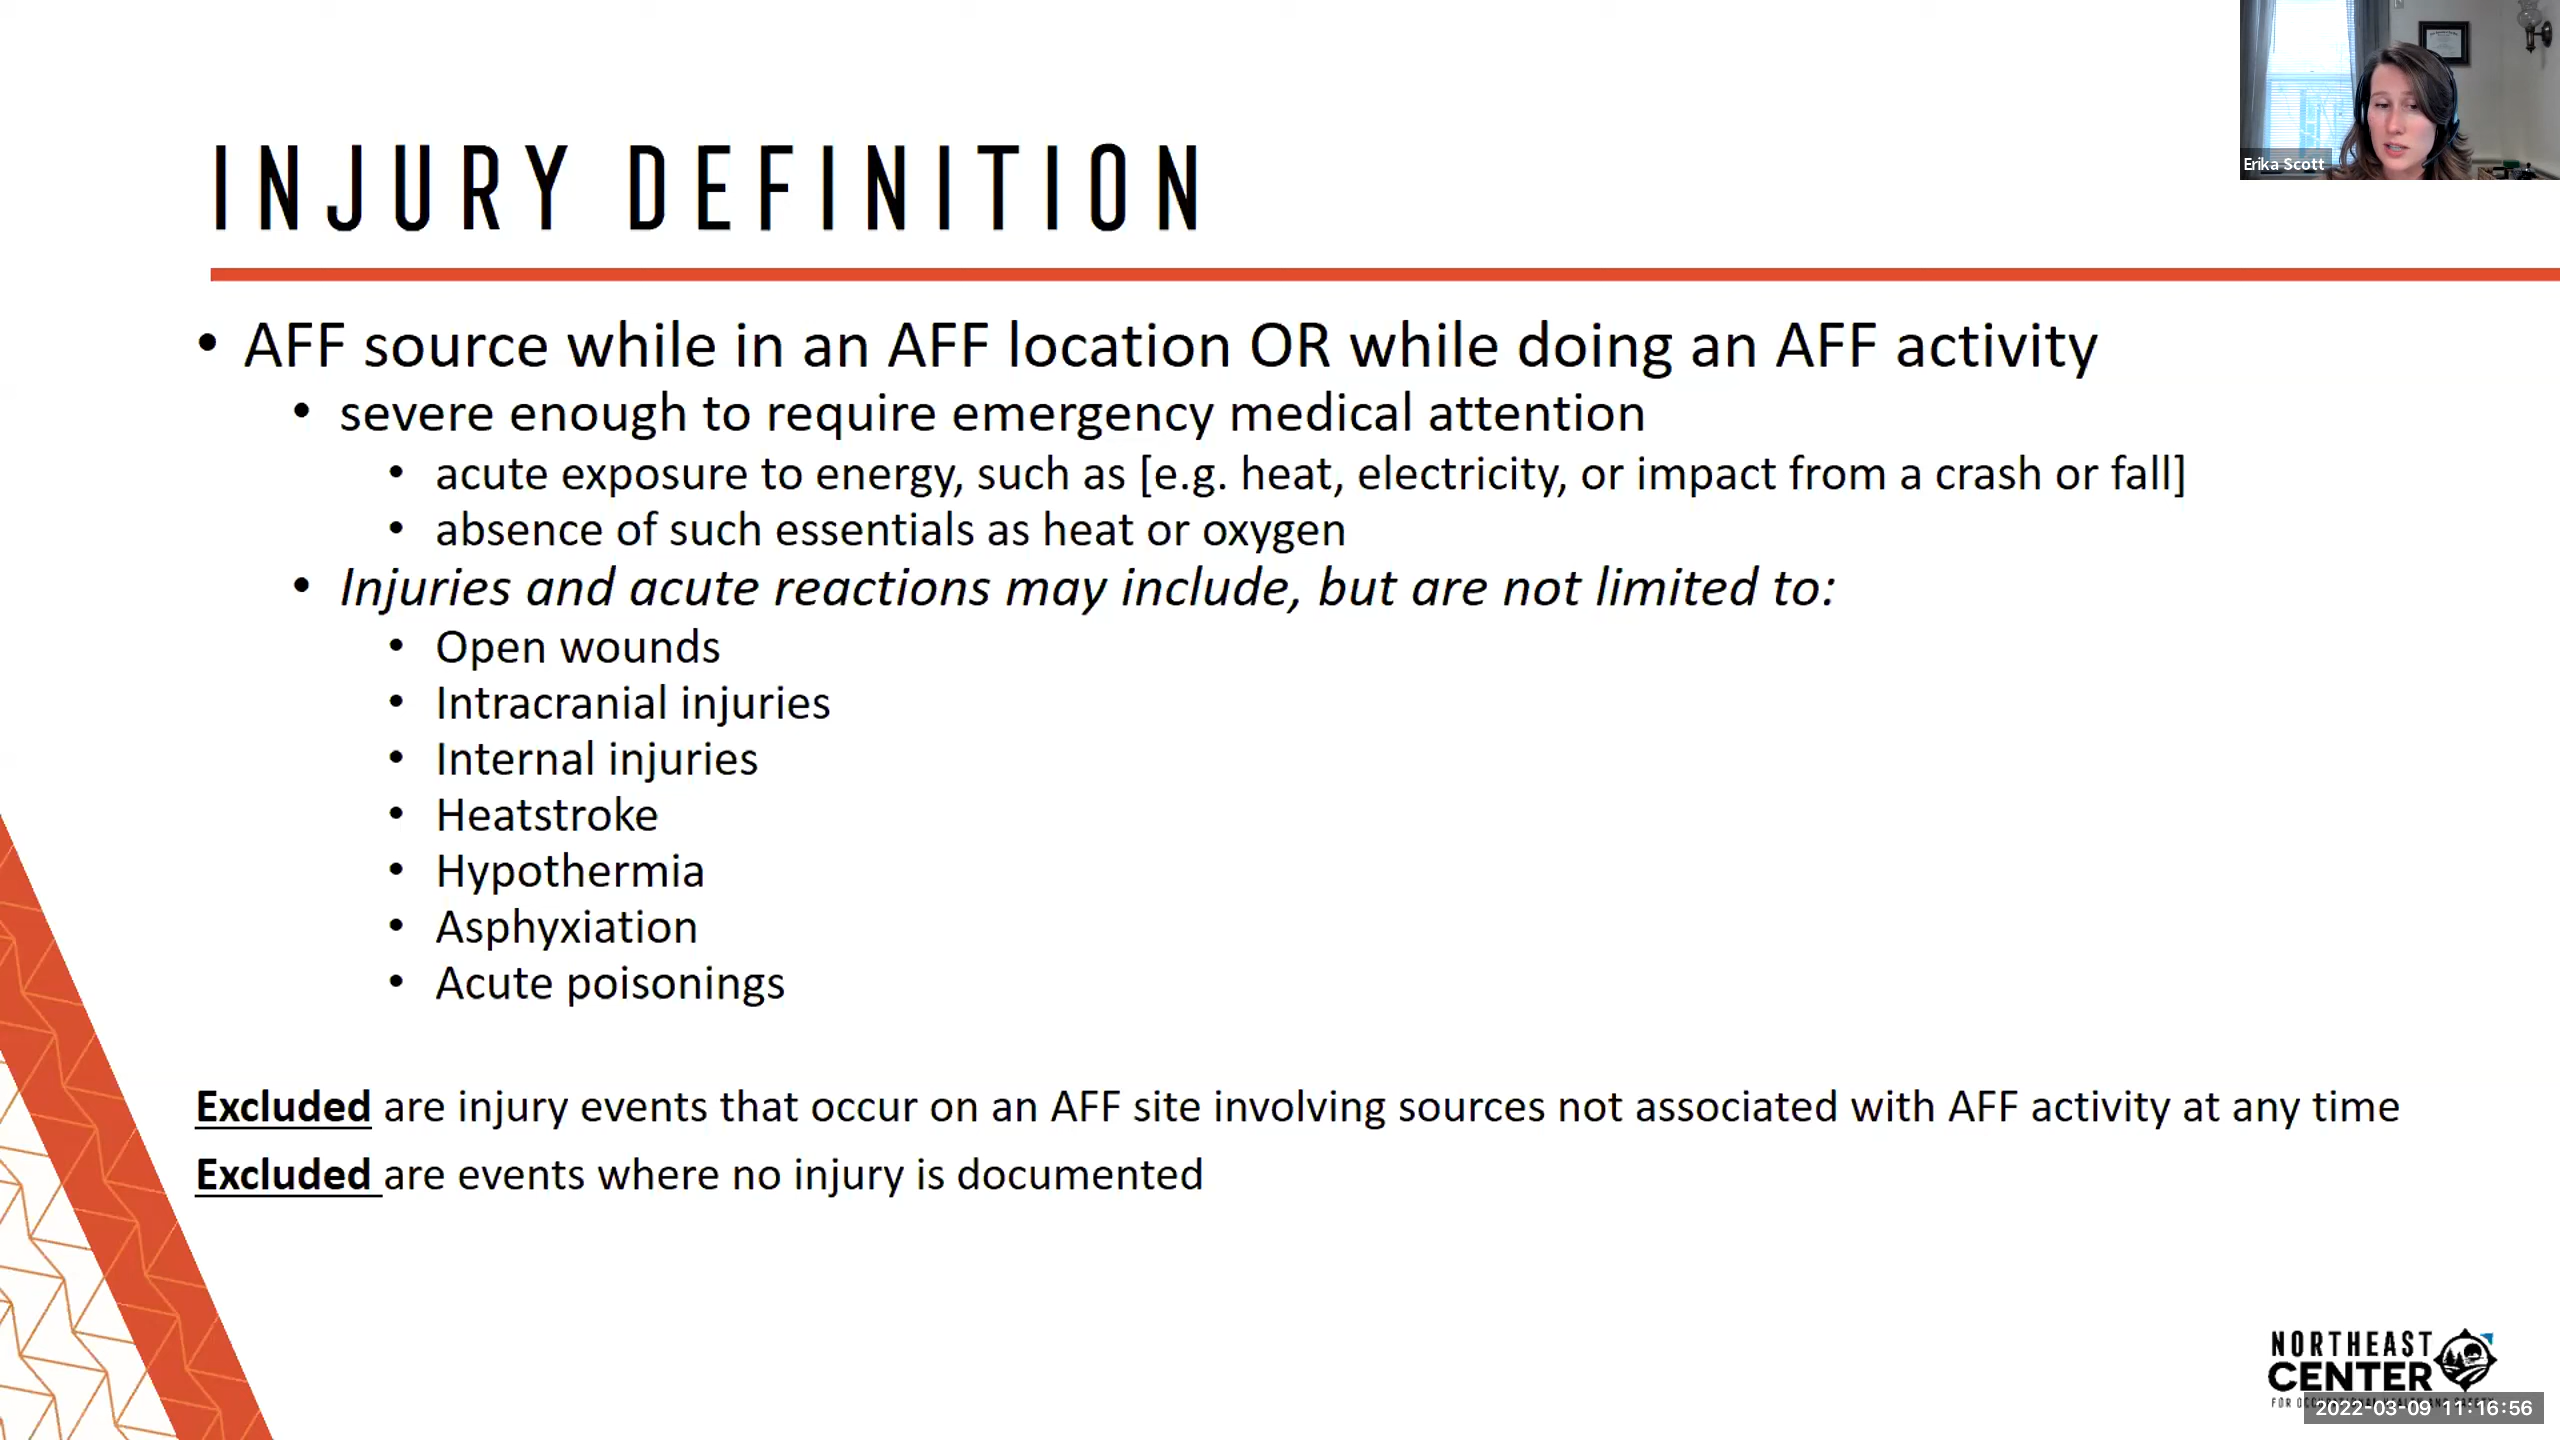 Erika Scott
INJURY DEFINITION
• AFF source while in an AFF location OR while doing an AFF activity
• severe enough to require emergency medical attention
• acute exposure to energy, such as [e.g. heat, electricity, or impact from a crash or fall]
• absence of such essentials as heat or oxygen
• Injuries and acute reactions may include, but are not limited to:
• Open wounds
• Intracranial injuries
• Internal injuries
• Heatstroke
• Hypothermia
• Asphyxiation
• Acute poisonings
Excluded are injury events that occur on an AFF site involving sources not associated with AFF activity at any time
Excluded are events where no injury is documented
NORTHEAST
CENTER
FOR
2022-03-09 11:16:56